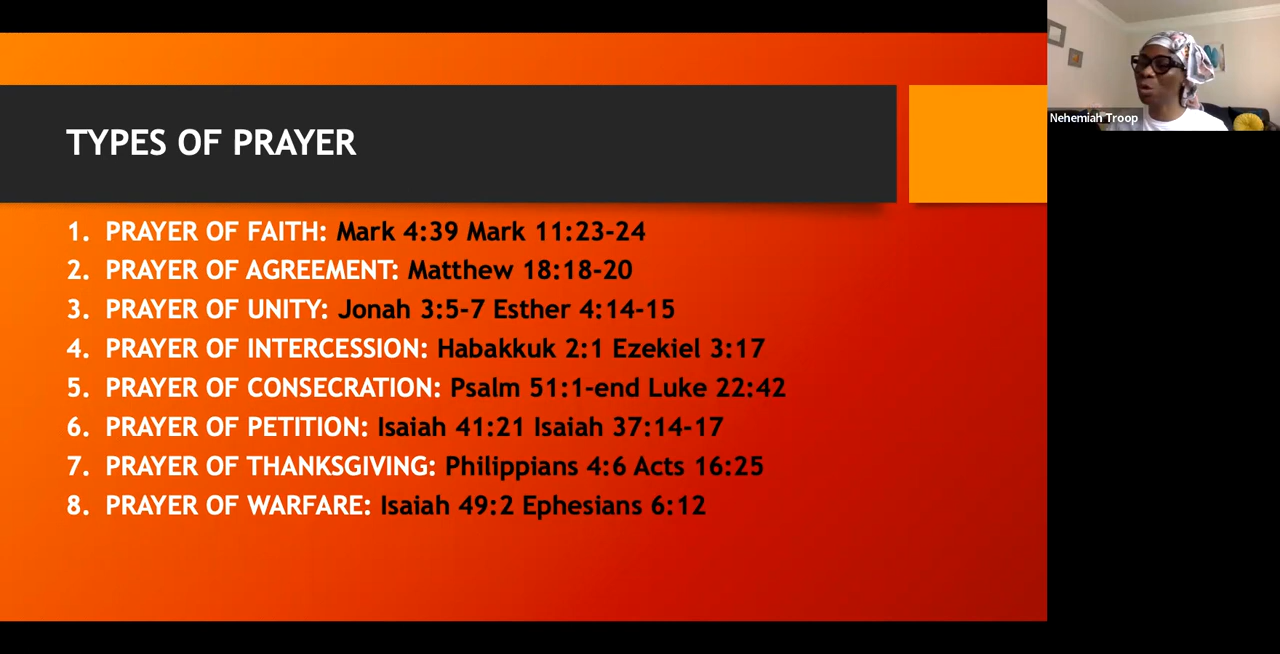 TYPES OF PRAYER
1. PRAYER OF FAITH: Mark 4:39 Mark 11:23-24
2. PRAYER OF AGREEMENT: Matthew 18:18-20
3. PRAYER OF UNITY: Jonah 3:5-7 Esther 4:14-15
4. PRAYER OF INTERCESSION: Habakkuk 2:1 Ezekiel 3:17
5. PRAYER OF CONSECRATION: Psalm 51:1-end Luke 22:42
6. PRAYER OF PETITION: Isaiah 41:21 Isaiah 37:14-17
7. PRAYER OF THANKSGIVING: Philippians 4:6 Acts 16:25
8. PRAYER OF WARFARE: Isaiah 49:2 Ephesians 6:12
Nehemiah Troop